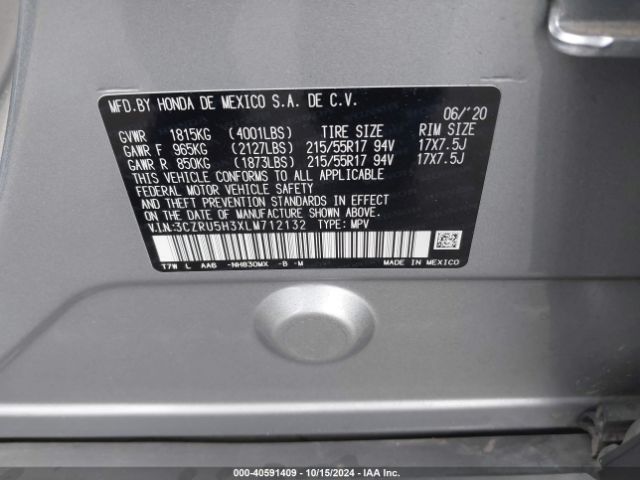 MFD.BY HONDA DE MEXICO S.A. DE C.V. 06/'20
GVWR 1815KG (4001LBS) TIRE SIZE RIM SIZE
GAWR F 965KG (2127LBS) 215/55R17 94V 17X7.5J
GAWR R 850KG (1873LBS) 215/55R17 94V 17X7.5J
THIS VEHICLE CONFORMS TO ALL APPLICABLE
FEDERAL MOTOR VEHICLE SAFETY
AND THEFT PREVENTION STANDARDS IN EFFECT
ON THE DATE OF MANUFACTURE SHOWN ABOVE.
V.I.N:3CZRU5H3XLM712132 TYPE: MPV
T7W L AA6 -NH830MX -B -M MADE IN MEXICO
000-40591409 | 10/15/2024 | IAA Inc.